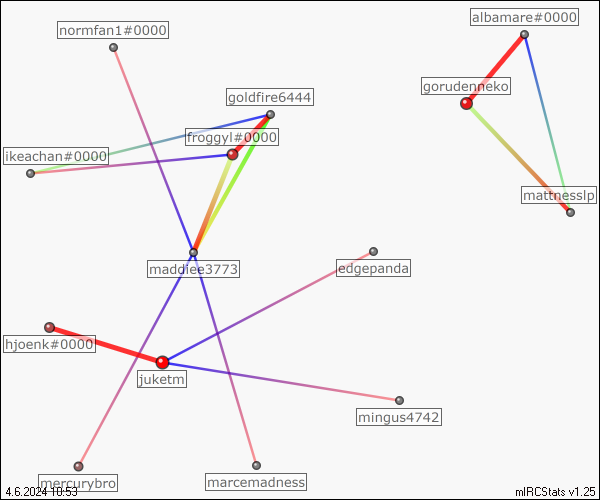 albamare#0000
normfan1#0000
gorudenneko
goldfire6444
froggyl#0000
ikeachan#0000
mattnesslp
maddiee3773
edgepanda
hjoenk#0000
juketm
mingus4742
mercurybro
marcemadness
4.6.2024 10:53
mIRCStats v1.25